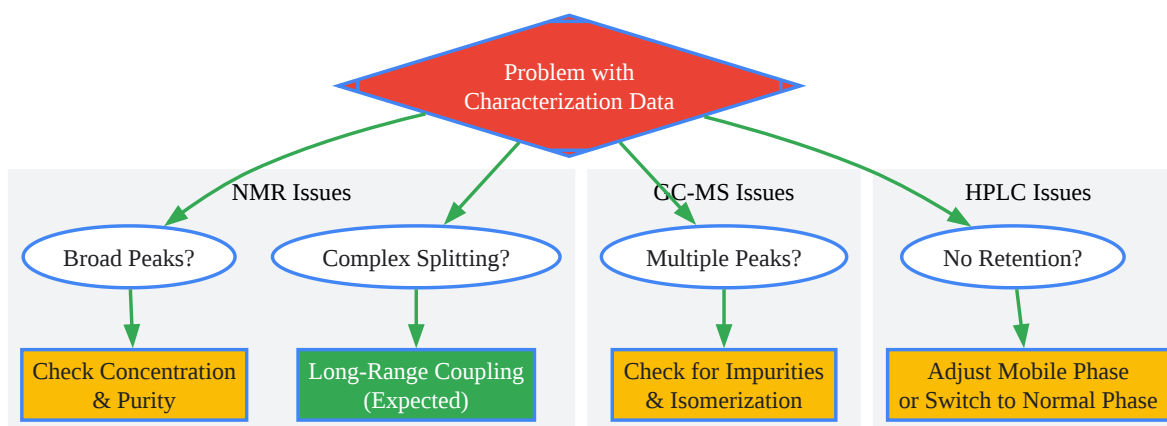 Problem with
Characterization Data
NMR Issues
GC-MS Issues
HPLC Issues
Broad Peaks?
Complex Splitting?
Multiple Peaks?
No Retention?
Check Concentration
& Purity
Long-Range Coupling
(Expected)
Check for Impurities
& Isomerization
Adjust Mobile Phase
or Switch to Normal Phase